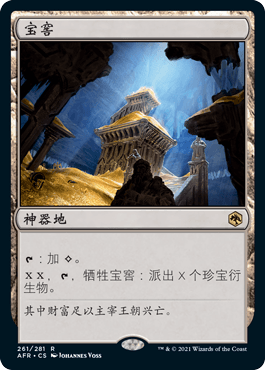 宝窖
神器地
：加。
X X，，牺牲宝窖：派出 X 个珍宝衍
生物。
其中财富足以主宰王朝兴亡。
261/281 R
AFR • CS Johannes Voss
™ & © 2021 Wizards of the Coast